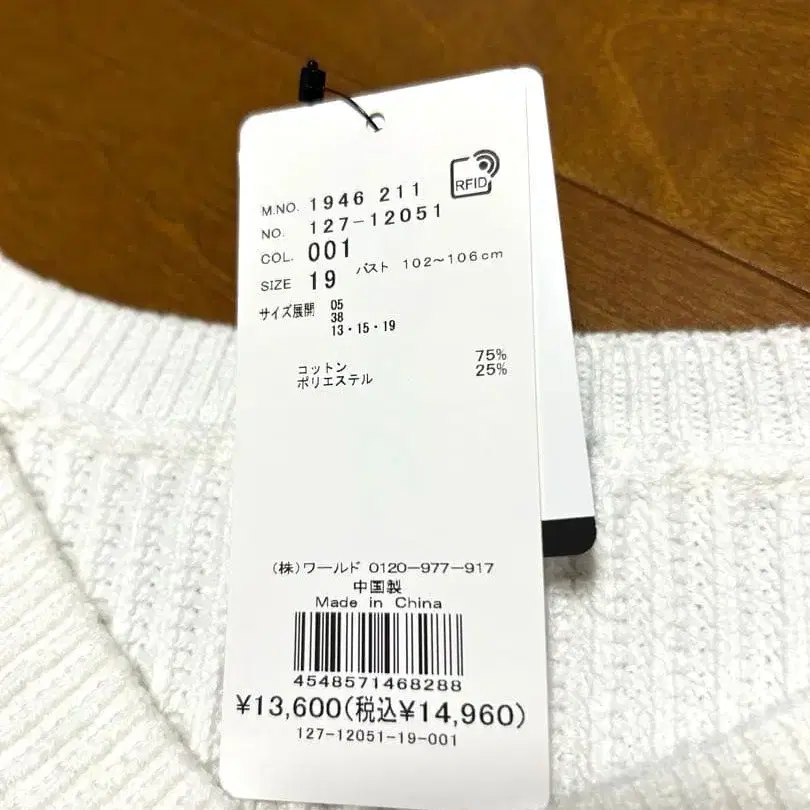 RFID
M.NO. 1946 211
NO. 127-12051
COL. 001
SIZE 19 バスト 102～106cm
サイズ展開 05
38
13・15・19
コットン 75%
ポリエステル 25%
(株)ワールド 0120-977-917
中国製
Made in China
4548571468288
¥13,600(税込¥14,960)
127-12051-19-001